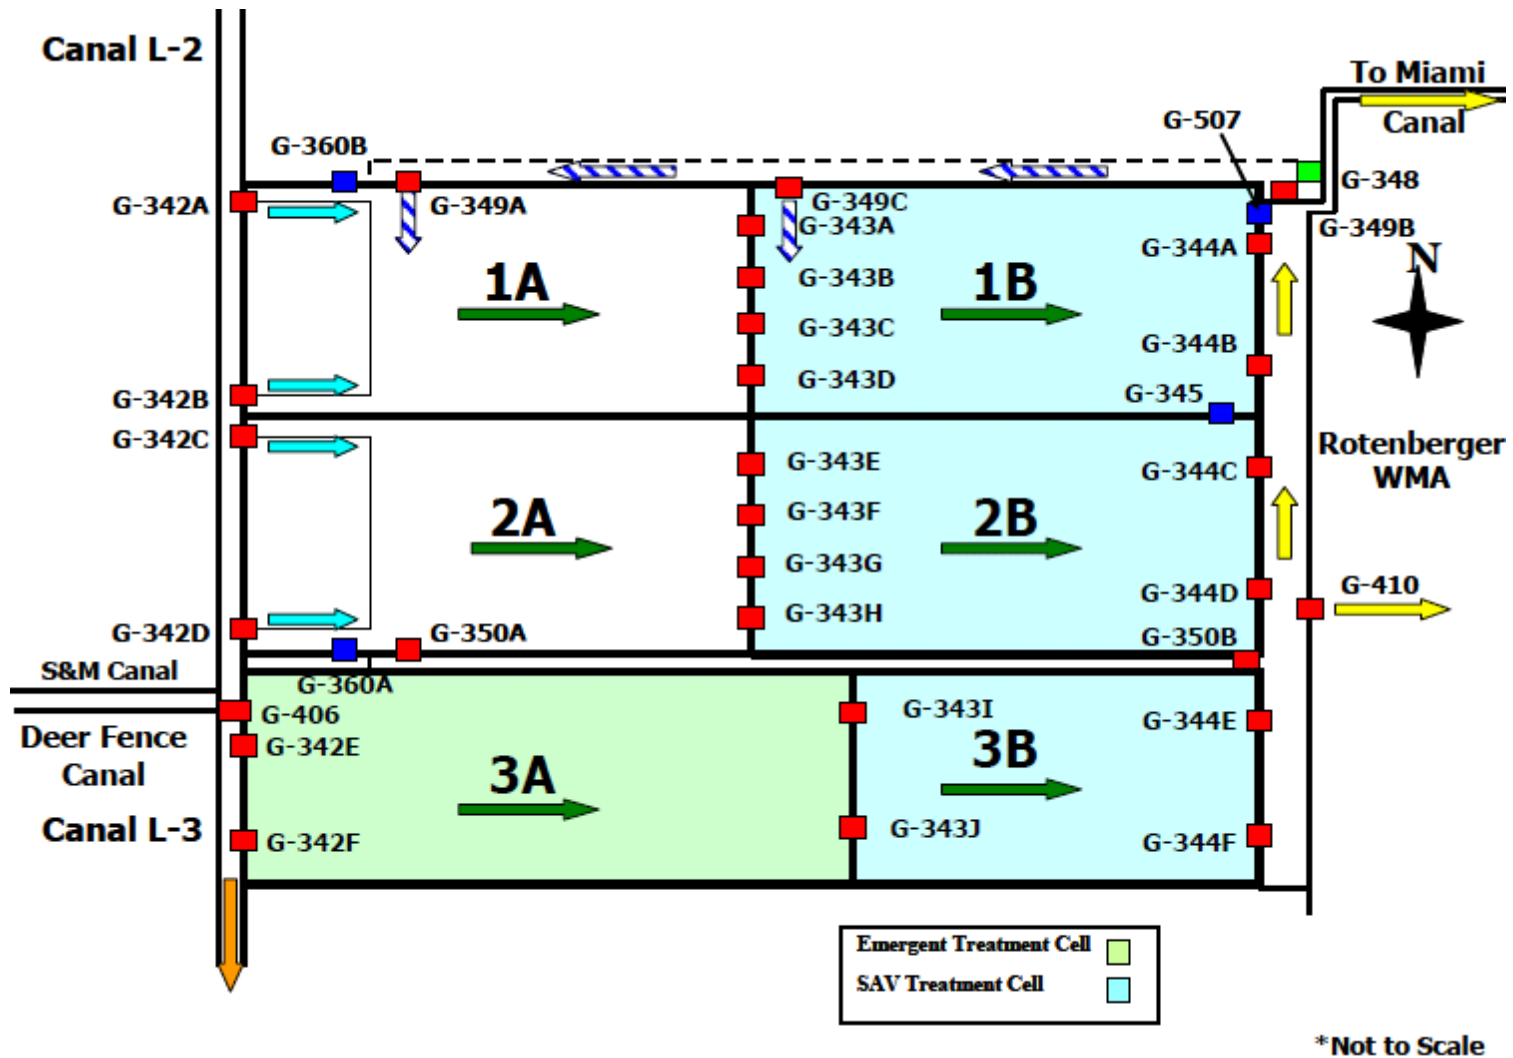 Canal L-2
To Miami
Canal
G-507
G-360B
G-348
G-342A
G-349A
G-349C
G-343A
G-349B
G-344A
N
1A
1B
G-343B
G-343C
G-344B
G-343D
G-345
G-342B
G-342C
Rotenberger
WMA
G-343E
G-344C
2A
2B
G-343F
G-343G
G-410
G-344D
G-343H
G-342D
G-350A
G-350B
S&M Canal
G-360A
G-406
G-343I
G-344E
Deer Fence
Canal
G-342E
3A
3B
Canal L-3
G-342F
G-343J
G-344F
Emergent Treatment Cell
SAV Treatment Cell
*Not to Scale